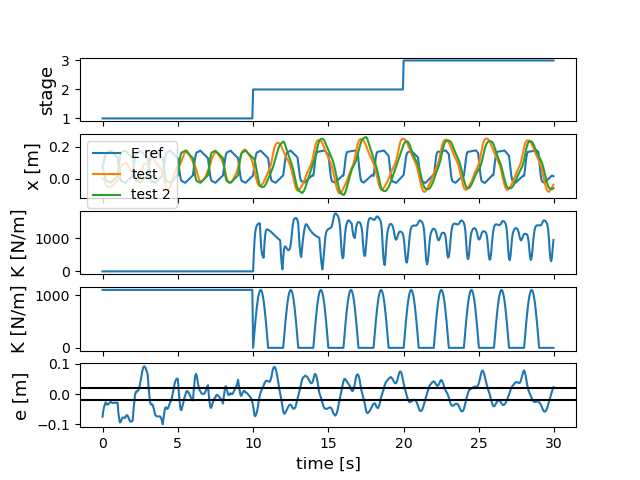 3
2
1
stage
0.2
0.0
x [m]
E ref
test
test 2
1000
0
K [N/m]
1000
0
K [N/m]
0.1
0.0
−0.1
e [m]
0 5 10 15 20 25 30
time [s]